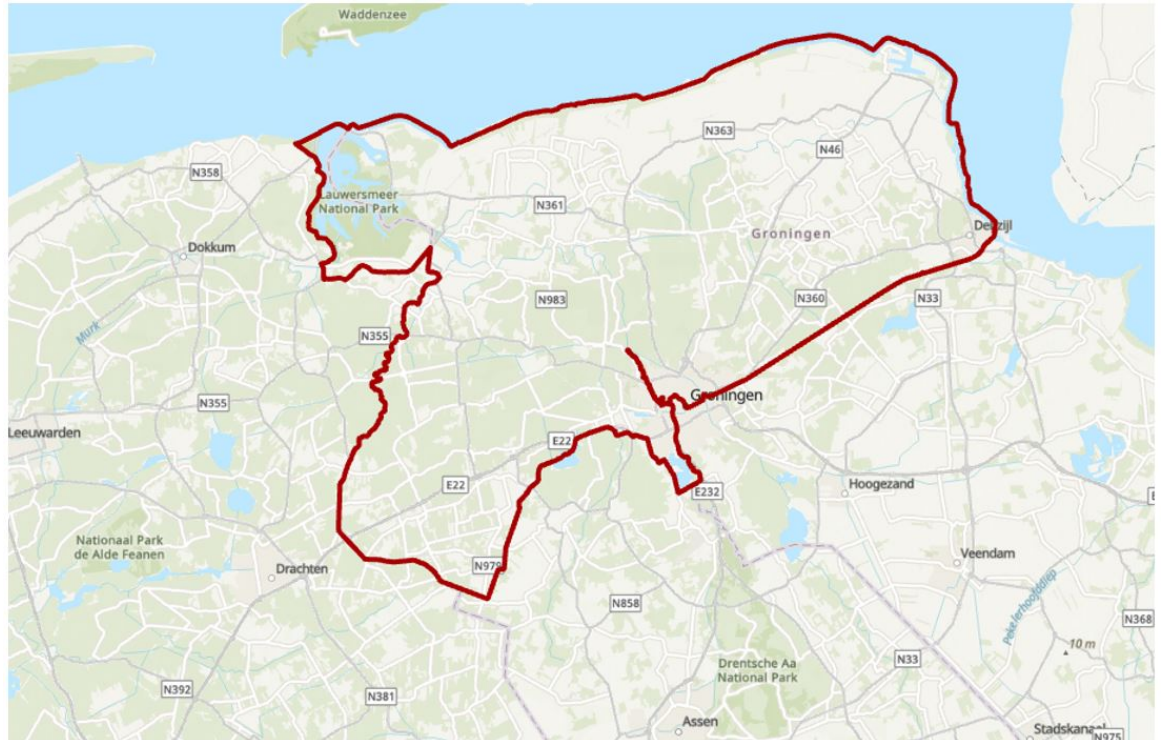 Waddenzee
N363
N46
N358
Lauwersmeer
National Park
N361
Groningen
Delfzijl
Dokkum
N983
N360
N33
Murk
N355
N355
Groningen
Leeuwarden
E22
E22
E232
Hoogezand
Nationaal Park
de Alde Feanen
Drachten
N979
Veendam
N858
Pekelerhoofddiep
N368
10 m
Drentsche Aa
National Park
N33
N392
N381
Assen
Stadskanaal
N975